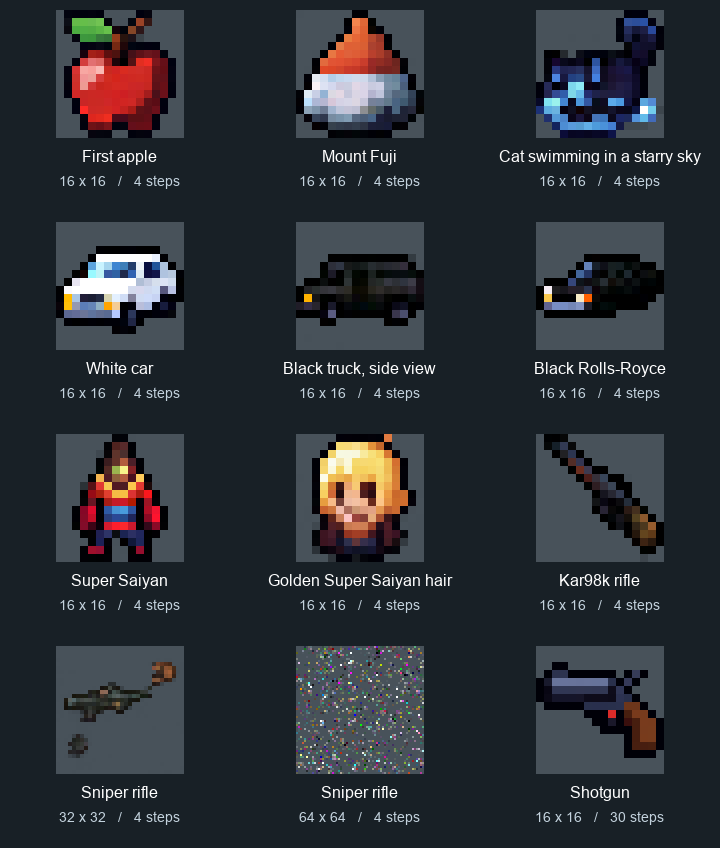 First apple
16 x 16 / 4 steps
Mount Fuji
16 x 16 / 4 steps
Cat swimming in a starry sky
16 x 16 / 4 steps
White car
16 x 16 / 4 steps
Black truck, side view
16 x 16 / 4 steps
Black Rolls-Royce
16 x 16 / 4 steps
Super Saiyan
16 x 16 / 4 steps
Golden Super Saiyan hair
16 x 16 / 4 steps
Kar98k rifle
16 x 16 / 4 steps
Sniper rifle
32 x 32 / 4 steps
Sniper rifle
64 x 64 / 4 steps
Shotgun
16 x 16 / 30 steps